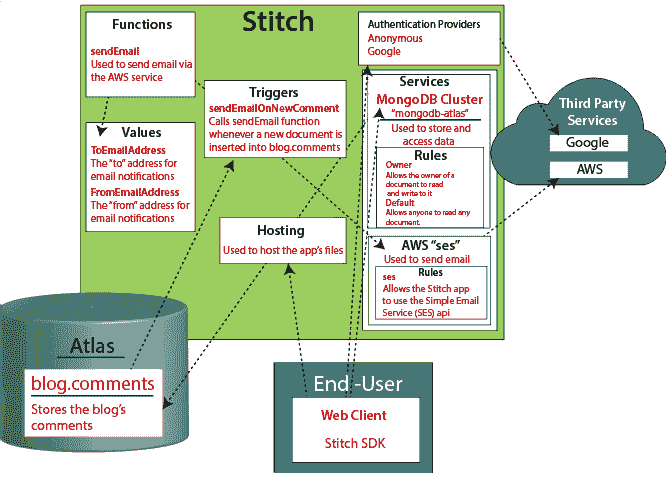 Stitch
Functions
sendEmail
Used to send email via
the AWS service
Values
ToEmailAddress
The "to" address for
email notifications
FromEmailAddress
The "from" address for
email notifications
Triggers
sendEmailOnNewComment
Calls sendEmail function
whenever a new document is
inserted into blog.comments
Hosting
Used to host the app's files
Authentication Providers
Anonymous
Google
Services
MongoDB Cluster
"mongodb-atlas"
Used to store and
access data
Rules
Owner
Allows the owner of a
document to read
and write to it
Default
Allows anyone to read any
document.
AWS "ses"
Used to send email
Rules
ses
Allows the Stitch app
to use the Simple Email
Service (SES) api
Third Party
Services
Google
AWS
Atlas
blog.comments
Stores the blog's
comments
End-User
Web Client
Stitch SDK